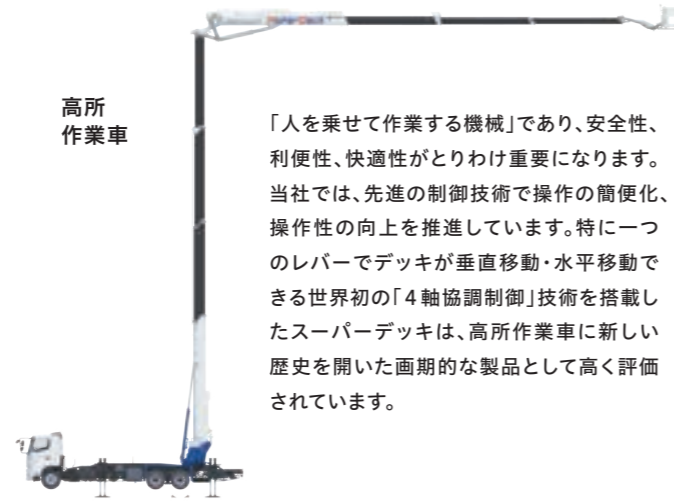 高所
作業車
「人を乗せて作業する機械」であり、安全性、
利便性、快適性がとりわけ重要になります。
当社では、先進の制御技術で操作の簡便化、
操作性の向上を推進しています。特に一つ
のレバーでデッキが垂直移動・水平移動で
きる世界初の「4軸協調制御」技術を搭載し
たスーパーデッキは、高所作業車に新しい
歴史を開いた画期的な製品として高く評価
されています。